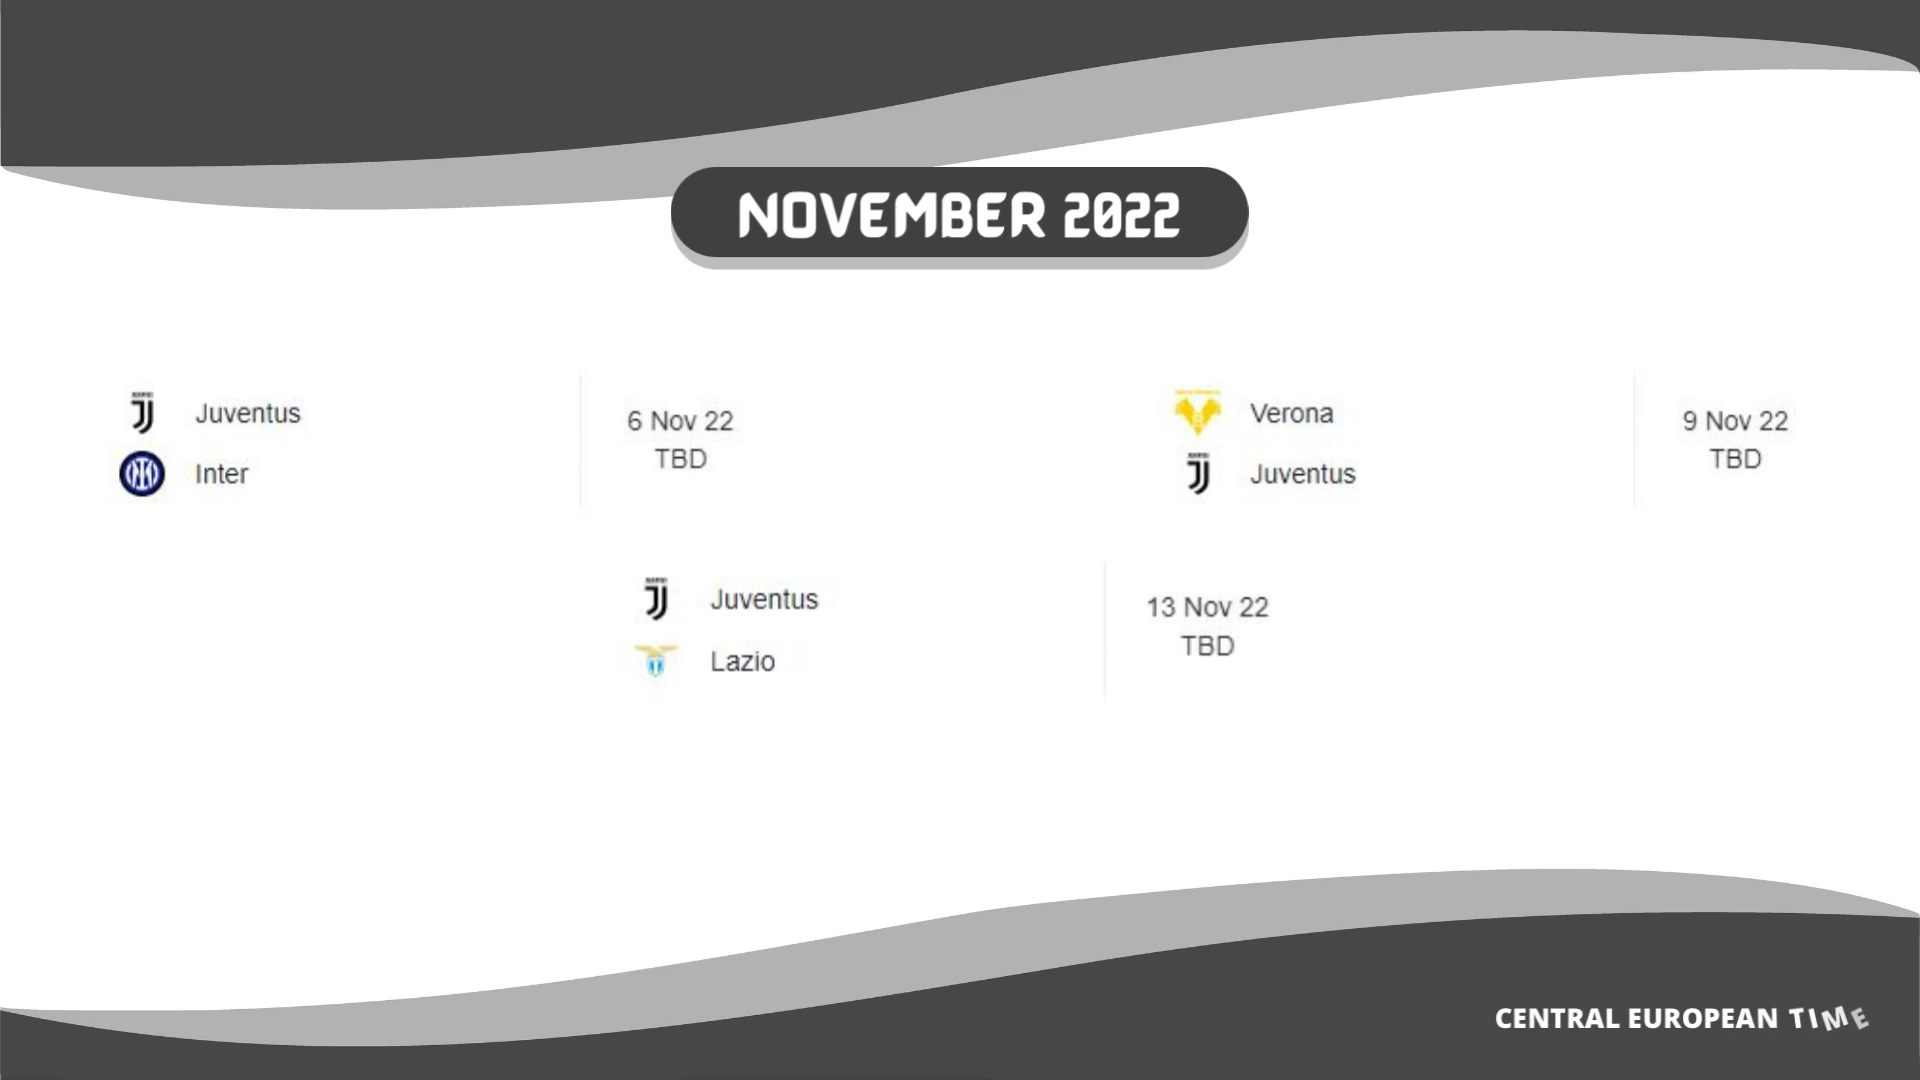 NOVEMBER 2022
Juventus
Inter
6 Nov 22
TBD
Verona
Juventus
9 Nov 22
TBD
Juventus
Lazio
13 Nov 22
TBD
CENTRAL EUROPEAN TIME